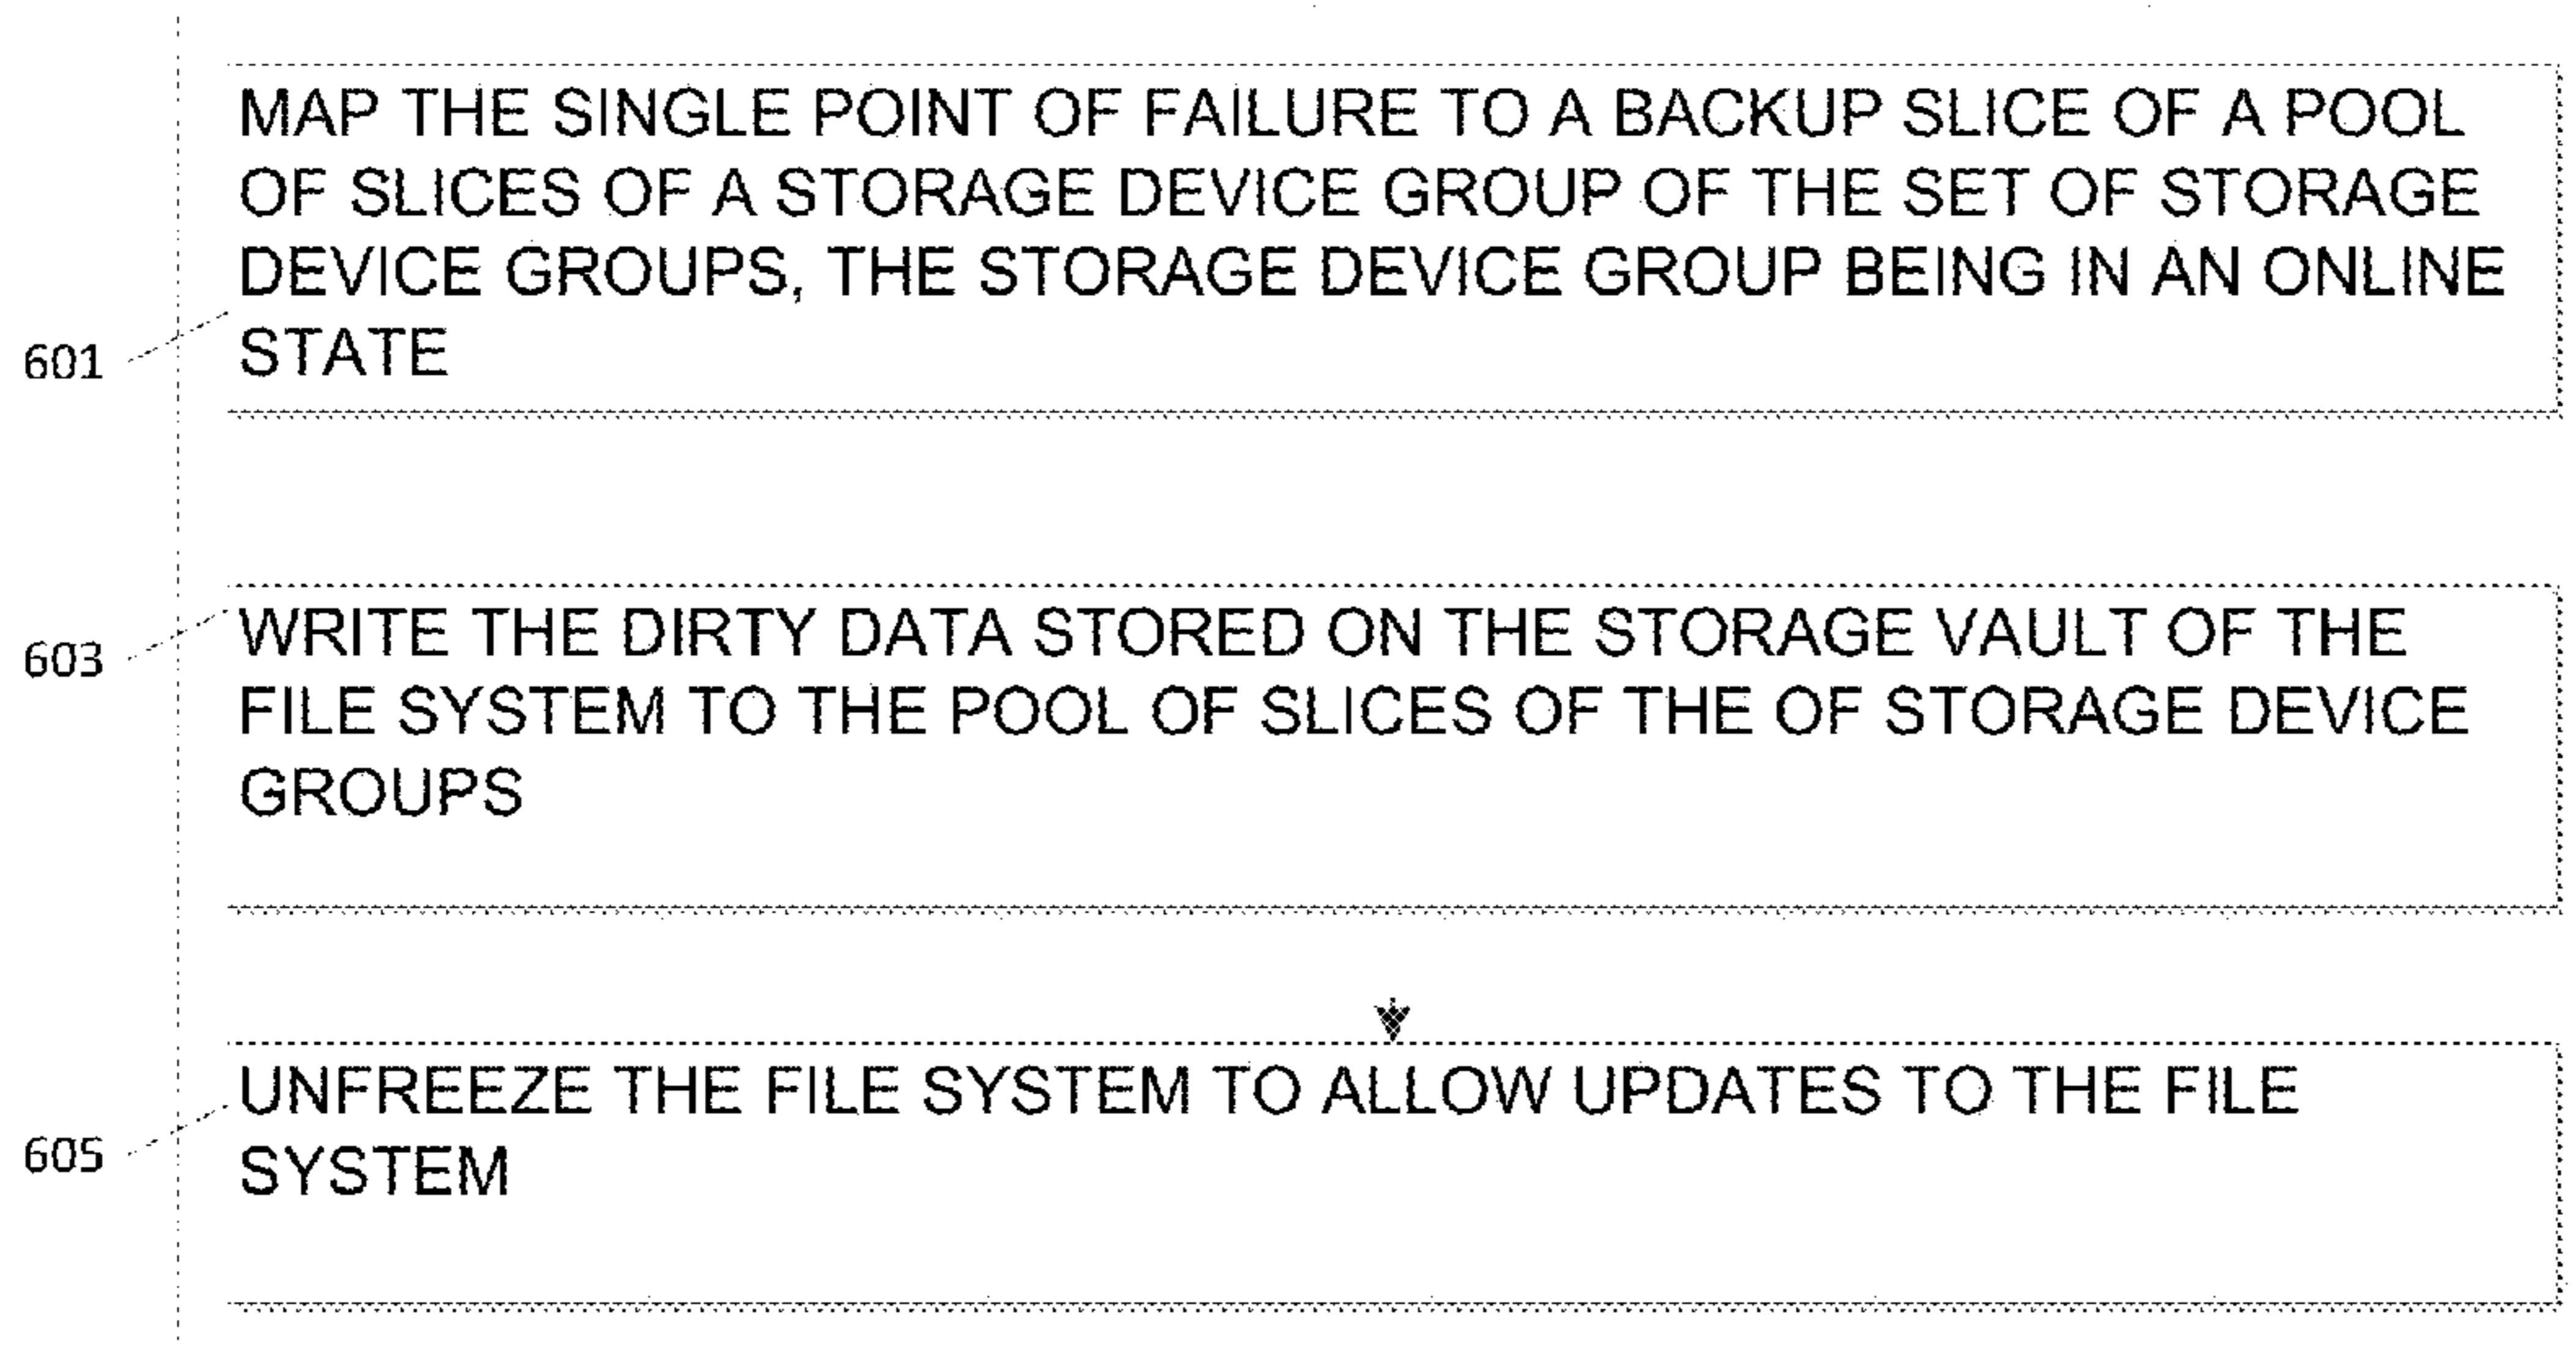 MAP THE SINGLE POINT OF FAILURE TO A BACKUP SLICE OF A POOL
OF SLICES OF A STORAGE DEVICE GROUP OF THE SET OF STORAGE
DEVICE GROUPS, THE STORAGE DEVICE GROUP BEING IN AN ONLINE
STATE
601
WRITE THE DIRTY DATA STORED ON THE STORAGE VAULT OF THE
FILE SYSTEM TO THE POOL OF SLICES OF THE OF STORAGE DEVICE
GROUPS
603
UNFREEZE THE FILE SYSTEM TO ALLOW UPDATES TO THE FILE
SYSTEM
605